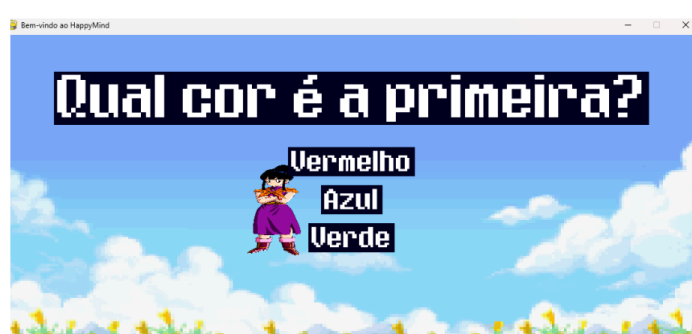 Bem-vindo ao HappyMind
Qual cor é a primeira?
Vermelho
Azul
Verde